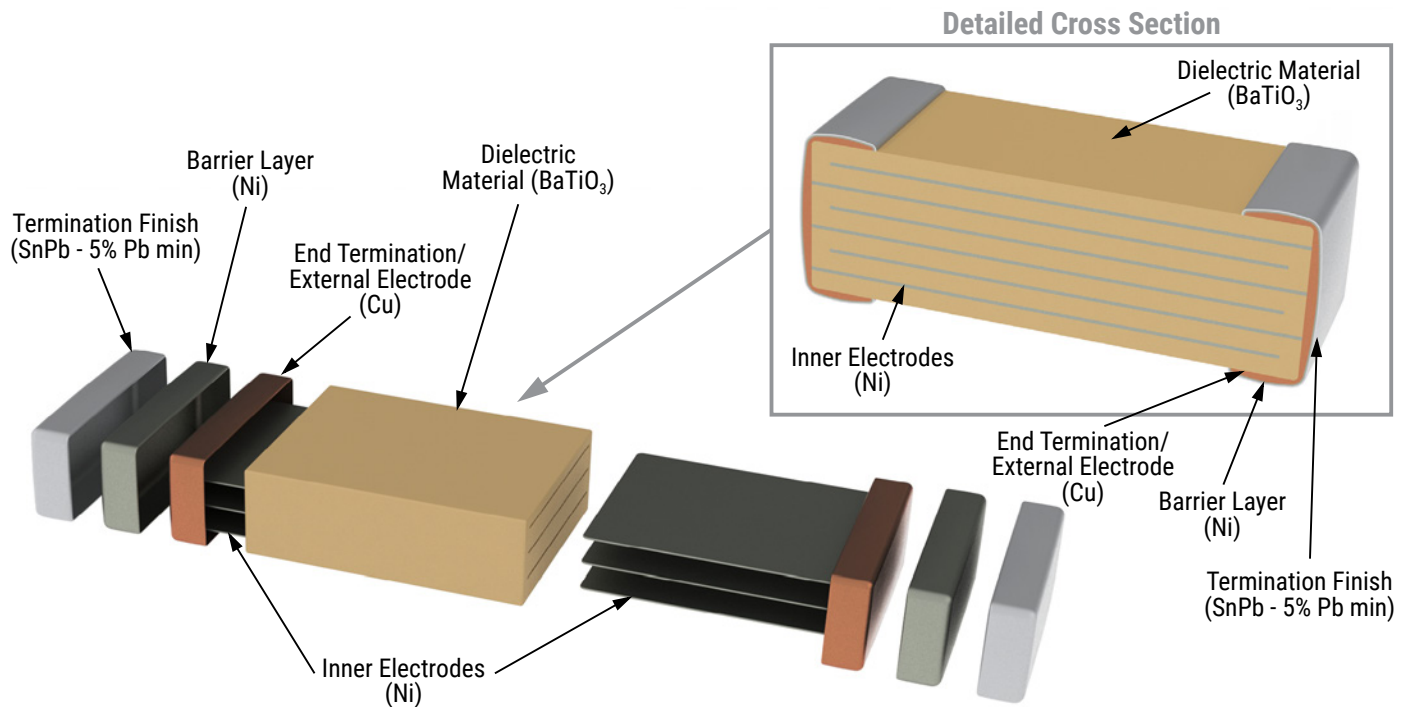 Detailed Cross Section
Dielectric Material
(BaTiO₃)
Inner Electrodes
(Ni)
End Termination/
External Electrode
(Cu)
Barrier Layer
(Ni)
Termination Finish
(SnPb - 5% Pb min)
Termination Finish
(SnPb - 5% Pb min)
Barrier Layer
(Ni)
End Termination/
External Electrode
(Cu)
Dielectric
Material (BaTiO₃)
Inner Electrodes
(Ni)